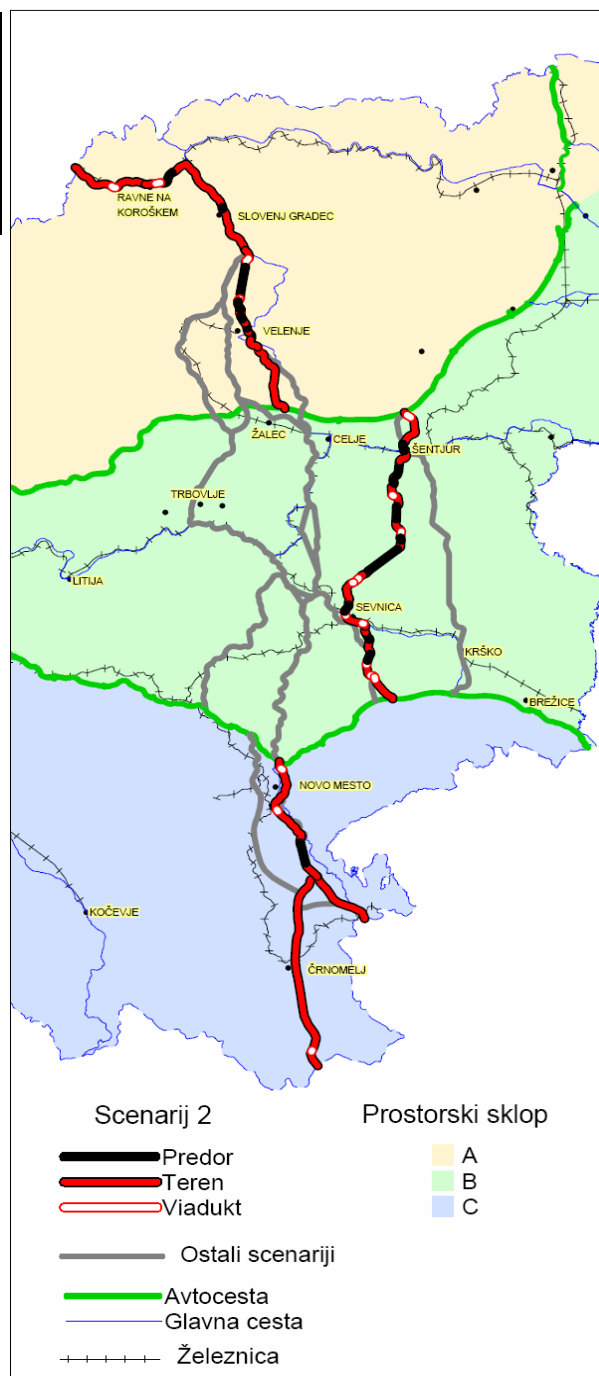 RAVNE NA
KOROŠKEM
SLOVENJ GRADEC
VELENJE
ŽALEC
CELJE
ŠENTJUR
TRBOVLJE
LITIJA
SEVNICA
KRŠKO
BREŽICE
NOVO MESTO
KOČEVJE
ČRNOMELJ
Scenarij 2
Predor
Teren
Viadukt
Ostali scenariji
Avtocesta
Glavna cesta
Železnica
Prostorski sklop
A
B
C